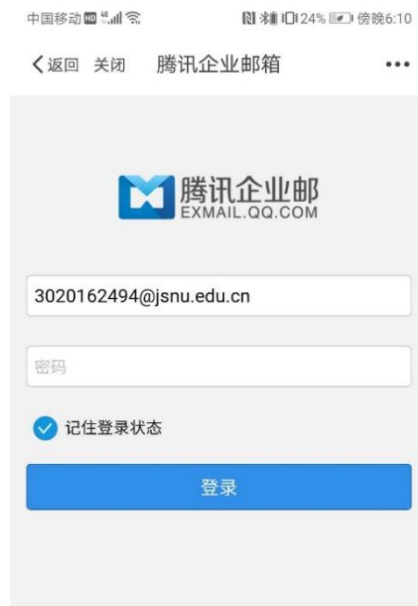 中国移动 HD 4G 24% 傍晚6:10
返回 关闭 腾讯企业邮箱
腾讯企业邮
EXMAIL.QQ.COM
3020162494@jsnu.edu.cn
密码
记住登录状态
登录